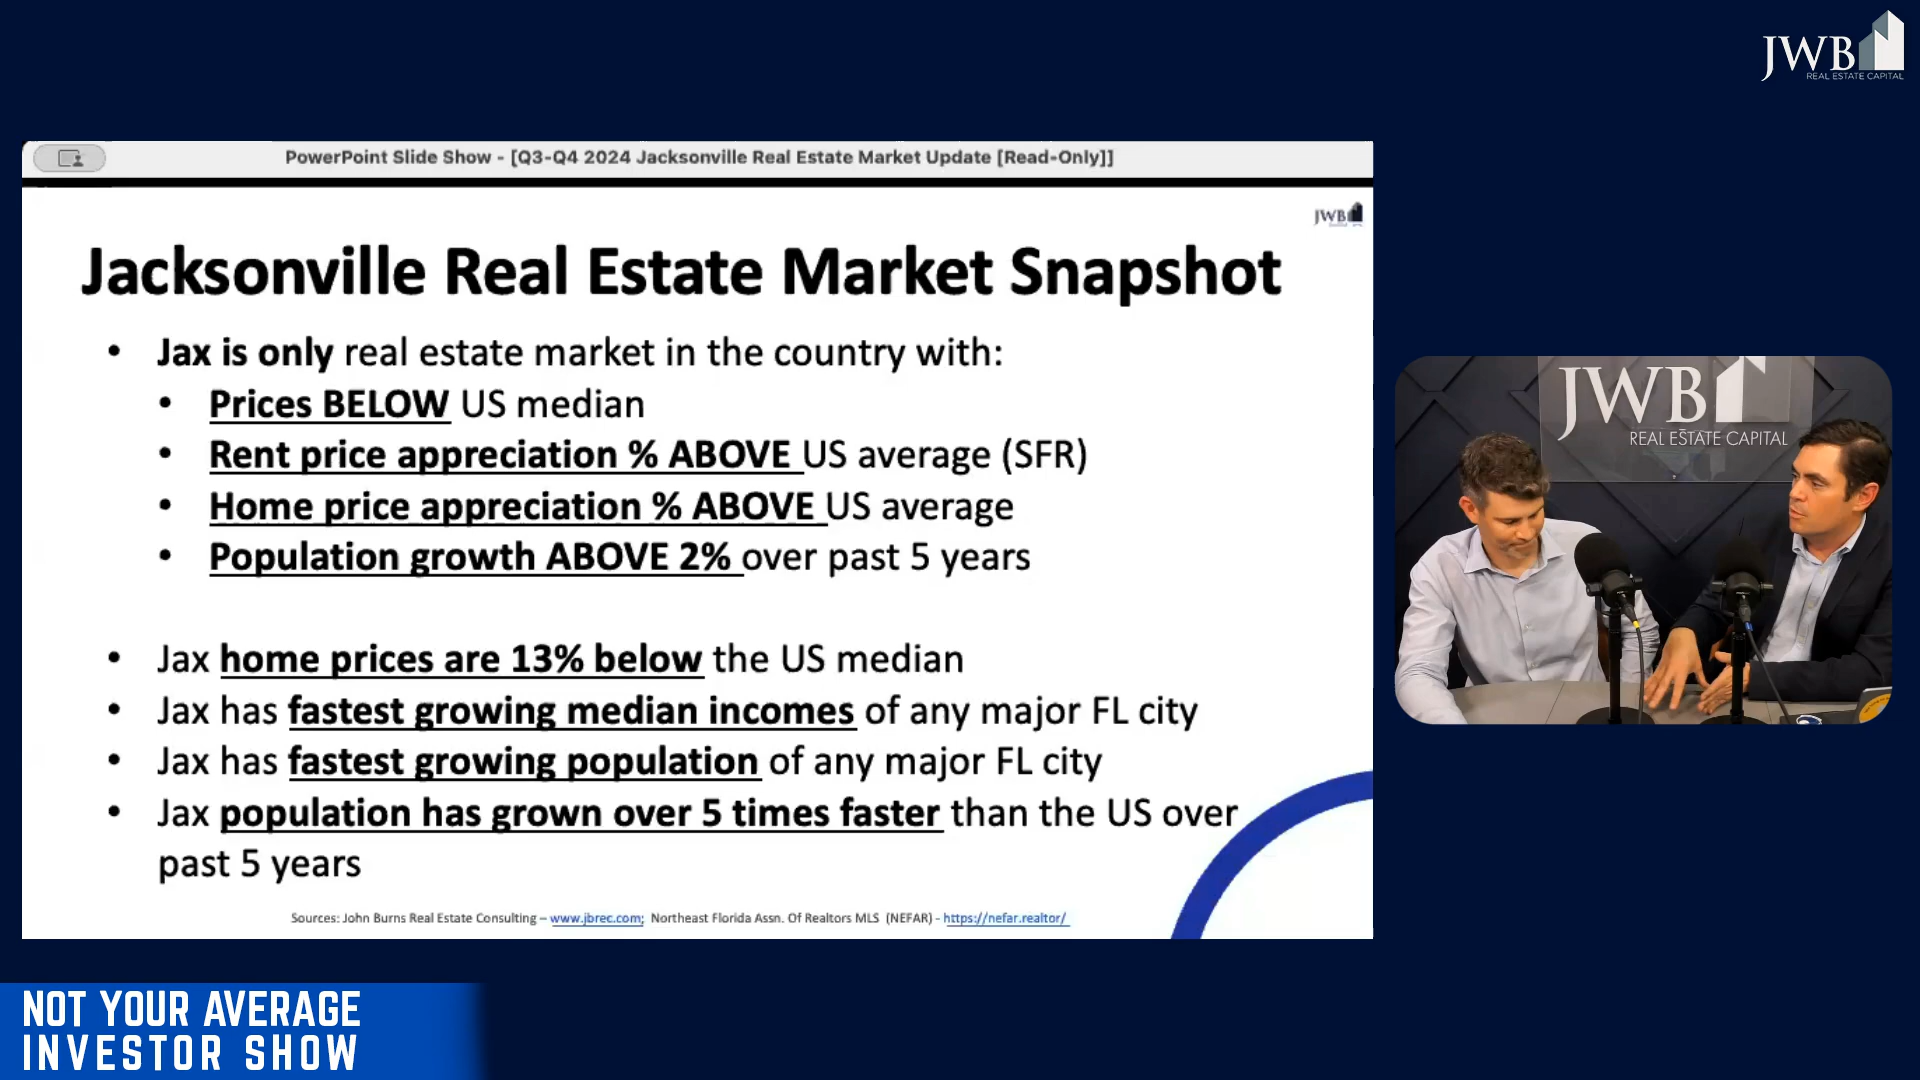 JWB
REAL ESTATE CAPITAL
PowerPoint Slide Show - [Q3-Q4 2024 Jacksonville Real Estate Market Update [Read-Only]]
JWB
Jacksonville Real Estate Market Snapshot
• Jax is only real estate market in the country with:
• Prices BELOW US median
• Rent price appreciation % ABOVE US average (SFR)
• Home price appreciation % ABOVE US average
• Population growth ABOVE 2% over past 5 years
• Jax home prices are 13% below the US median
• Jax has fastest growing median incomes of any major FL city
• Jax has fastest growing population of any major FL city
• Jax population has grown over 5 times faster than the US over
past 5 years
Sources: John Burns Real Estate Consulting – www.jbrec.com; Northeast Florida Assn. Of Realtors MLS (NEFAR) - https://nefar.realtor/
JWB
REAL ESTATE CAPITAL
NOT YOUR AVERAGE
INVESTOR SHOW